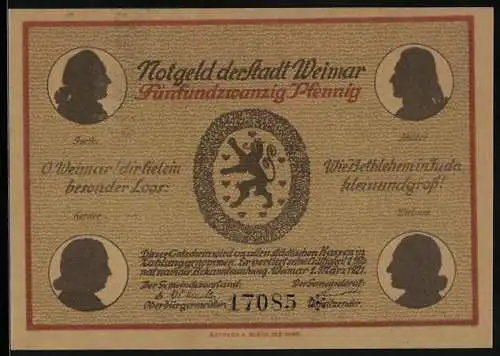 Notgeld der Stadt Weimar
Fünfundzwanzig Pfennig
Goethe
Schiller
O Weimar! dir fiel ein
besonder Loos:
Wie Bethlehem in Juda
klein und groß!
Herder
Wieland
Dieser Gutschein wird an allen städtischen Kassen in
Zahlung genommen. Er verliert seine Gültigkeit 1 Mo
nat nach der Bekanntmachung. Weimar 1. März 1921.
Der Gemeindevorstand:
Der Gemeinderat:
Oberbürgermeister
17085
Vorsitzender